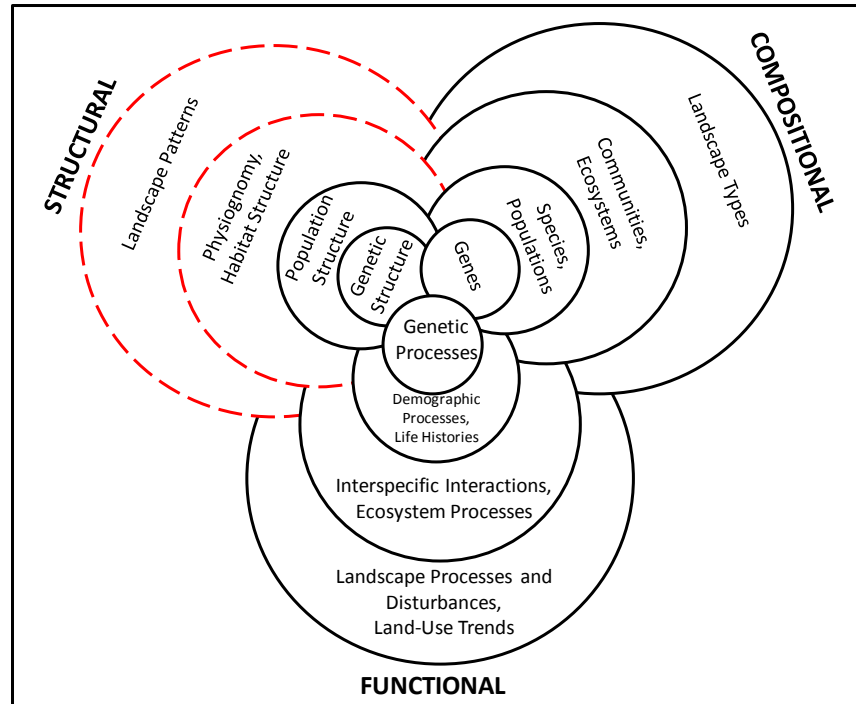 STRUCTURAL
Landscape Patterns
Physiognomy,
Habitat Structure
Population
Structure
Genetic
Structure
COMPOSITIONAL
Landscape Types
Communities,
Ecosystems
Species,
Populations
Genes
Genetic
Processes
Demographic
Processes,
Life Histories
Interspecific Interactions,
Ecosystem Processes
Landscape Processes and
Disturbances,
Land-Use Trends
FUNCTIONAL